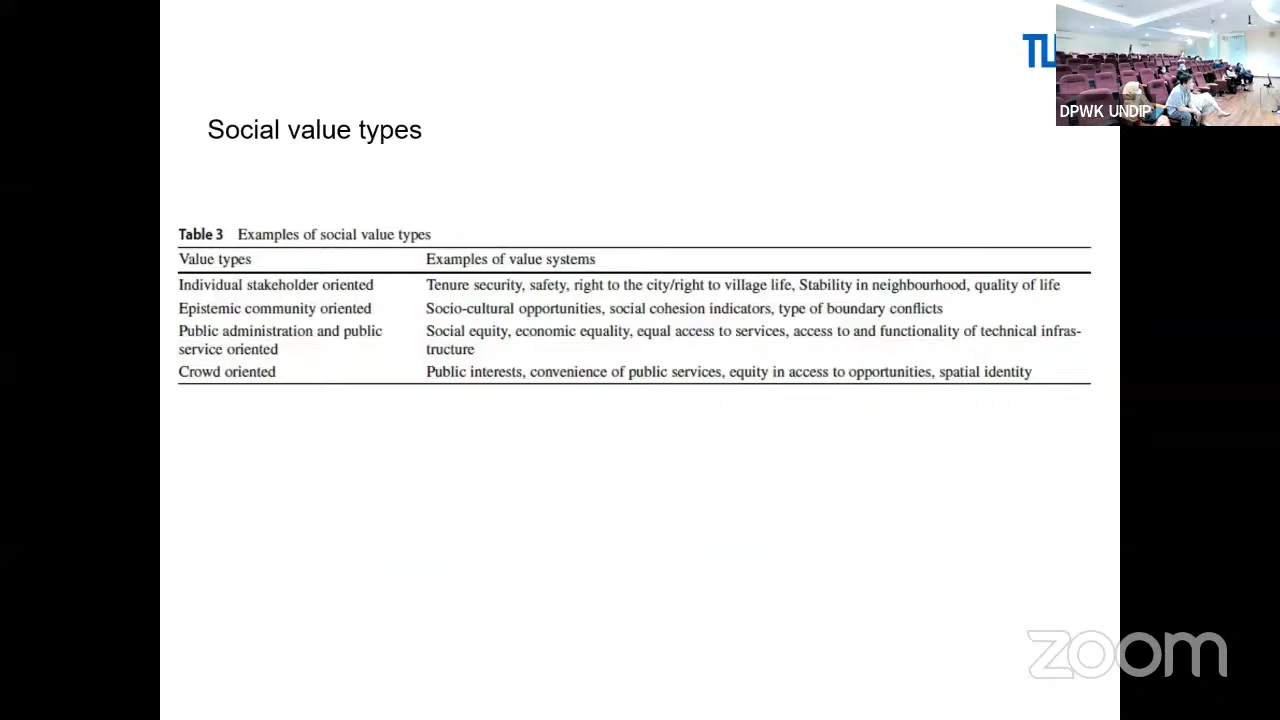 TU
DPWK UNDIP
Social value types
Table 3 Examples of social value types
Value types Examples of value systems
Individual stakeholder oriented Tenure security, safety, right to the city/right to village life, Stability in neighbourhood, quality of life
Epistemic community oriented Socio-cultural opportunities, social cohesion indicators, type of boundary conflicts
Public administration and public Social equity, economic equality, equal access to services, access to and functionality of technical infras-
service oriented tructure
Crowd oriented Public interests, convenience of public services, equity in access to opportunities, spatial identity
zoom